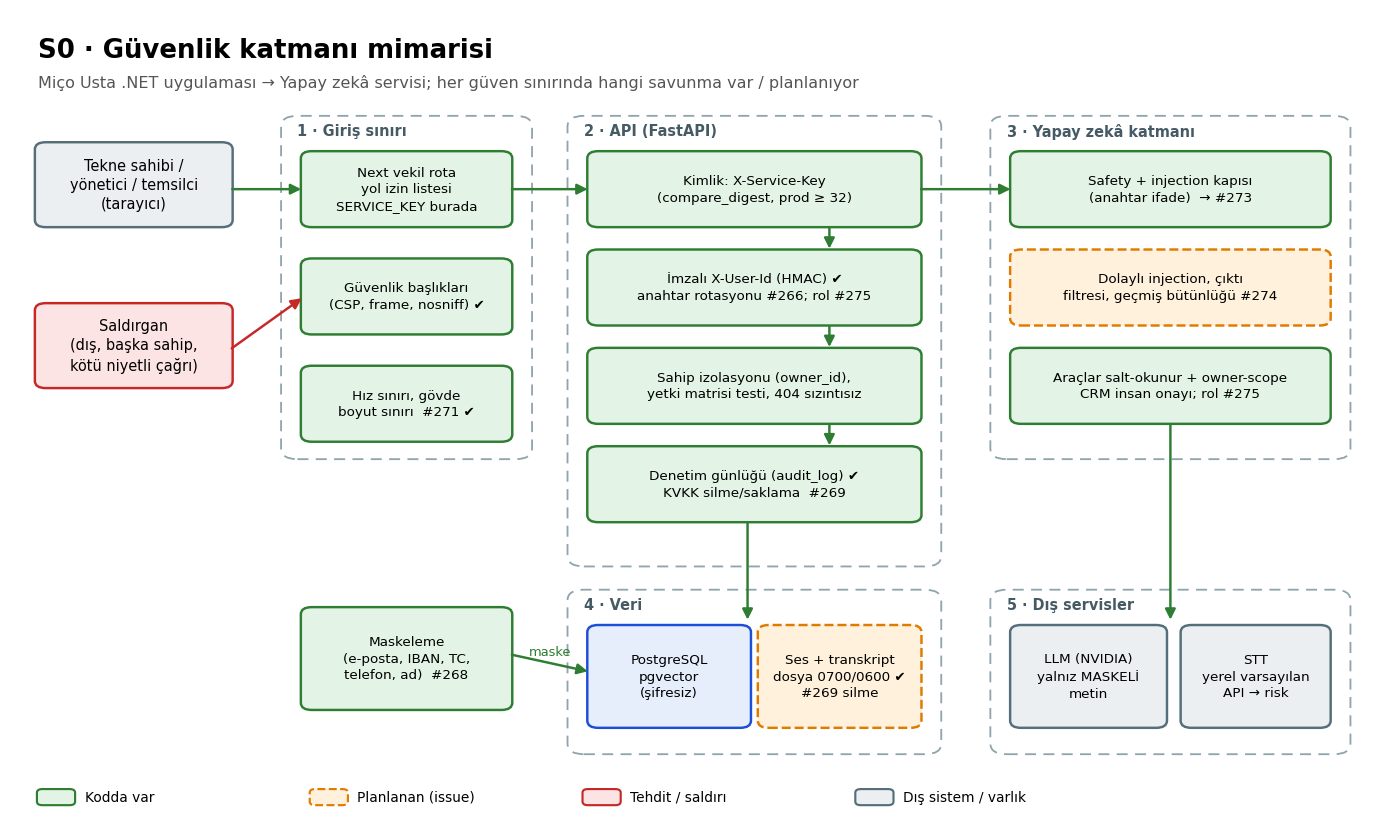 S0 · Güvenlik katmanı mimarisi
Miço Usta .NET uygulaması → Yapay zekâ servisi; her güven sınırında hangi savunma var / planlanıyor
Tekne sahibi /
yönetici / temsilci
(tarayıcı)
Saldırgan
(dış, başka sahip,
kötü niyetli çağrı)
1 · Giriş sınırı
Next vekil rota
yol izin listesi
SERVICE_KEY burada
Güvenlik başlıkları
(CSP, frame, nosniff) ✔
Hız sınırı, gövde
boyut sınırı #271 ✔
2 · API (FastAPI)
Kimlik: X-Service-Key
(compare_digest, prod ≥ 32)
İmzalı X-User-Id (HMAC) ✔
anahtar rotasyonu #266; rol #275
Sahip izolasyonu (owner_id),
yetki matrisi testi, 404 sızıntısız
Denetim günlüğü (audit_log) ✔
KVKK silme/saklama #269
3 · Yapay zekâ katmanı
Safety + injection kapısı
(anahtar ifade) → #273
Dolaylı injection, çıktı
filtresi, geçmiş bütünlüğü #274
Araçlar salt-okunur + owner-scope
CRM insan onayı; rol #275
Maskeleme
(e-posta, IBAN, TC,
telefon, ad) #268
maske
4 · Veri
PostgreSQL
pgvector
(şifresiz)
Ses + transkript
dosya 0700/0600 ✔
#269 silme
5 · Dış servisler
LLM (NVIDIA)
yalnız MASKELİ
metin
STT
yerel varsayılan
API → risk
Kodda var
Planlanan (issue)
Tehdit / saldırı
Dış sistem / varlık